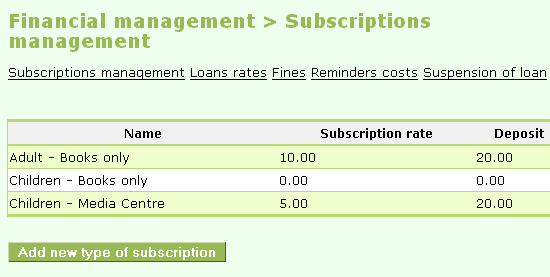 Financial management > Subscriptions
management
Subscriptions management Loans rates Fines Reminders costs Suspension of loan
Name Subscription rate Deposit
Adult - Books only 10.00 20.00
Children - Books only 0.00 0.00
Children - Media Centre 5.00 20.00
Add new type of subscription